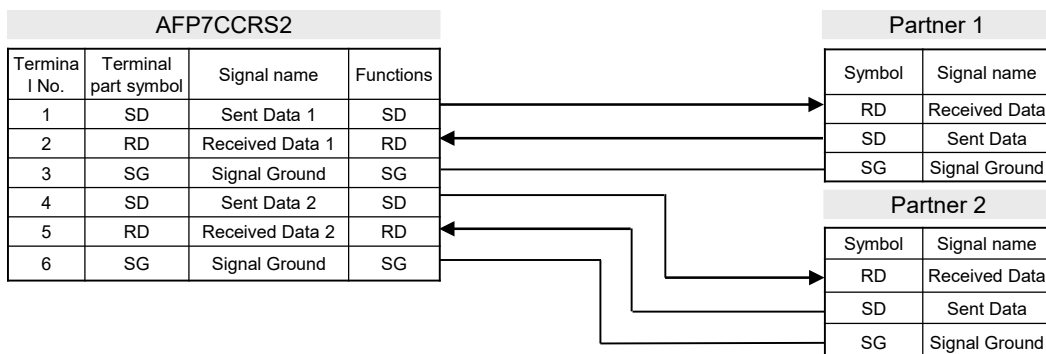 AFP7CCRS2
Termina
l No.
Terminal
part symbol
Signal name
Functions
1 SD Sent Data 1 SD
2 RD Received Data 1 RD
3 SG Signal Ground SG
4 SD Sent Data 2 SD
5 RD Received Data 2 RD
6 SG Signal Ground SG
Partner 1
Symbol Signal name
RD Received Data
SD Sent Data
SG Signal Ground
Partner 2
Symbol Signal name
RD Received Data
SD Sent Data
SG Signal Ground